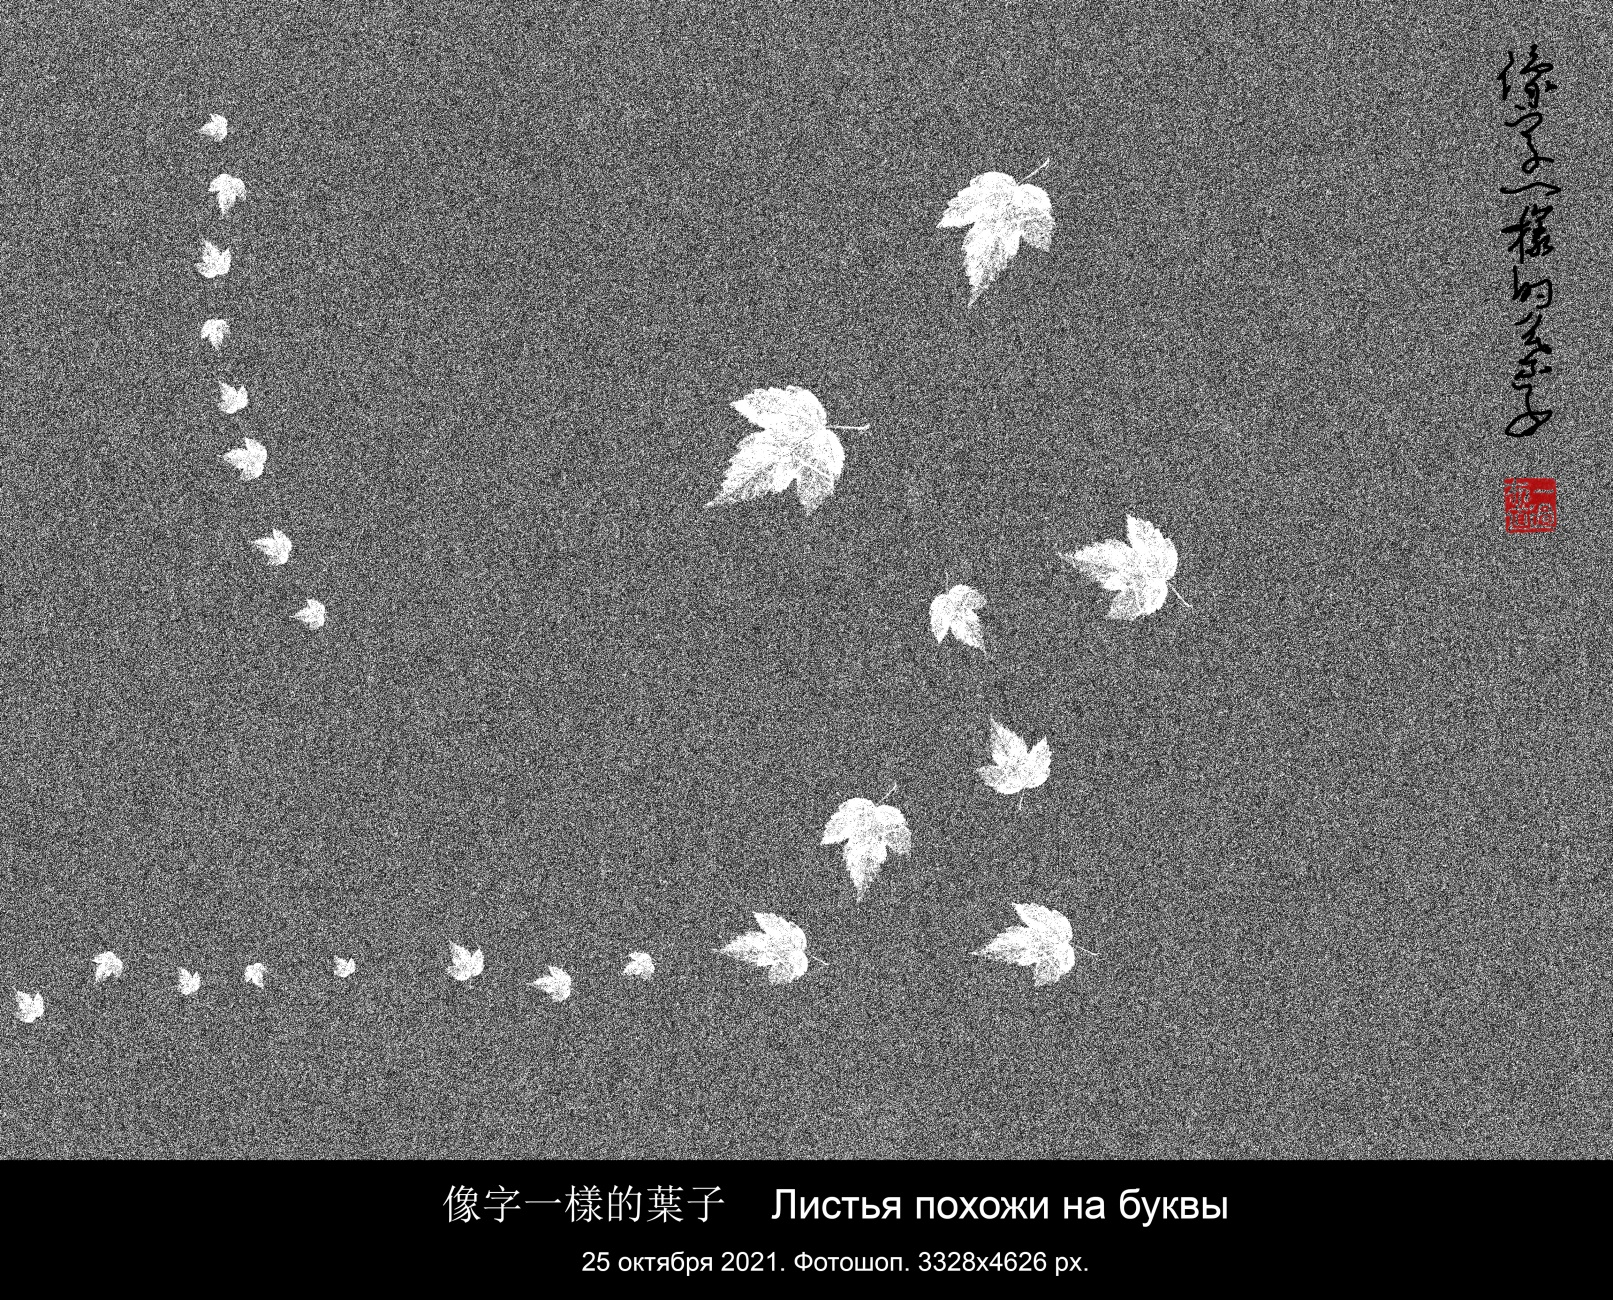 像字一樣的葉子
像字一樣的葉子 Листья похожи на буквы
25 октября 2021. Фотошоп. 3328x4626 px.